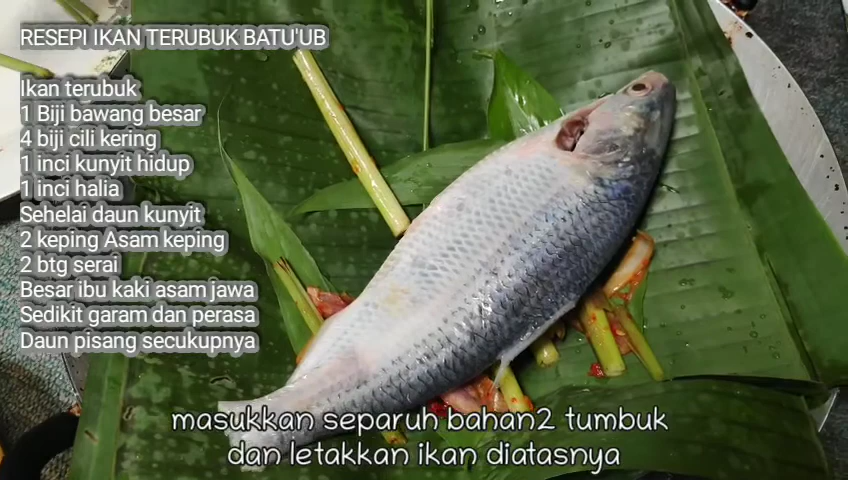 RESEPI IKAN TERUBUK BATU'UB
Ikan terubuk
1 Biji bawang besar
4 biji cili kering
1 inci kunyit hidup
1 inci halia
Sehelai daun kunyit
2 keping Asam keping
2 btg serai
Besar ibu kaki asam jawa
Sedikit garam dan perasa
Daun pisang secukupnya
masukkan separuh bahan2 tumbuk
dan letakkan ikan diatasnya